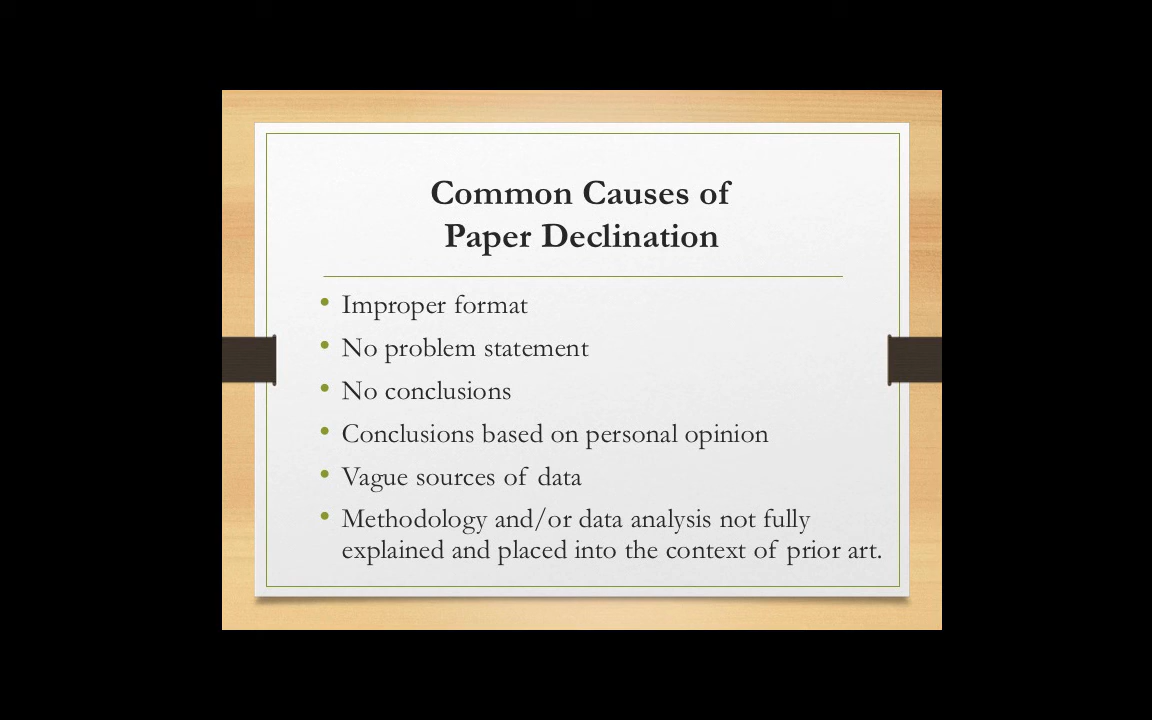 Common Causes of
Paper Declination
• Improper format
• No problem statement
• No conclusions
• Conclusions based on personal opinion
• Vague sources of data
• Methodology and/or data analysis not fully
explained and placed into the context of prior art.